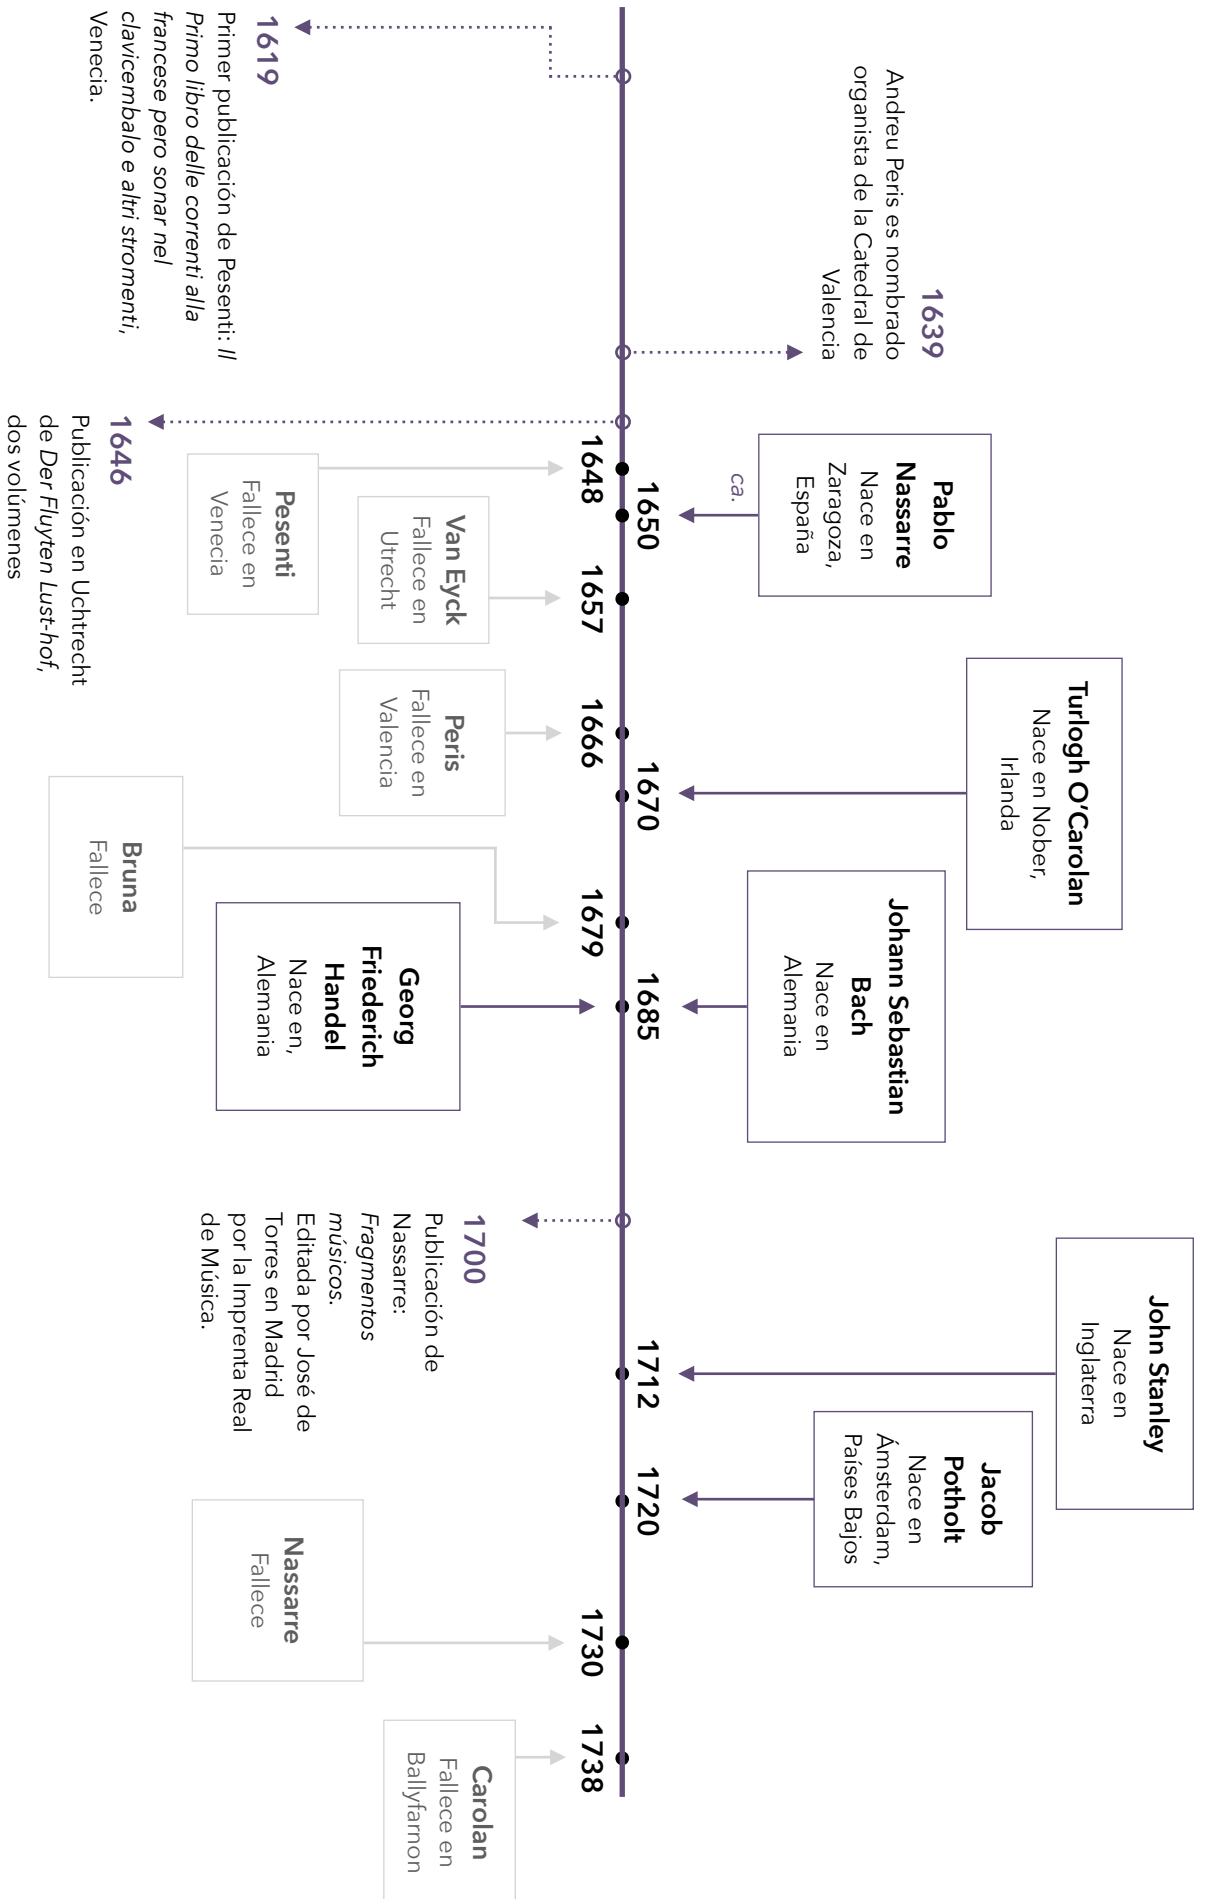 1619
Primer publicación de Pesenti: Il
Primo libro delle correnti alla
francese pero sonar nel
clavicembalo e altri stromenti,
Venecia.
1639
Andreu Peris es nombrado
organista de la Catedral de
Valencia
1646
Publicación en Uchtrecht
de Der Fluyten Lust-hof,
dos volúmenes
1648
Pesenti
Fallece en
Venecia
1650
ca.
Pablo
Nassarre
Nace en
Zaragoza,
España
1657
Van Eyck
Fallece en
Utrecht
1666
Peris
Fallece en
Valencia
1670
Turlogh O’Carolan
Nace en Nober,
Irlanda
1679
Bruna
Fallece
1685
Johann Sebastian
Bach
Nace en
Alemania
Georg
Friederich
Handel
Nace en,
Alemania
1700
Publicación de
Nassarre:
Fragmentos
músicos.
Editada por José de
Torres en Madrid
por la Imprenta Real
de Música.
1712
John Stanley
Nace en
Inglaterra
1720
Jacob
Potholt
Nace en
Ámsterdam,
Países Bajos
1730
Nassarre
Fallece
1738
Carolan
Fallece en
Ballyfarnon